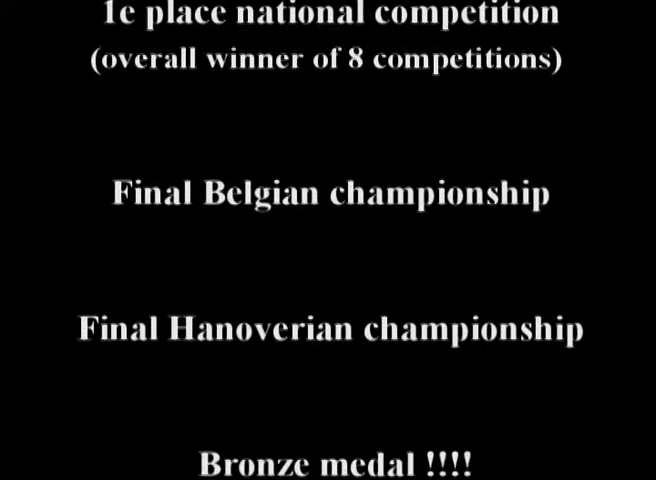 1e place national competition
(overall winner of 8 competitions)
Final Belgian championship
Final Hanoverian championship
Bronze medal !!!!